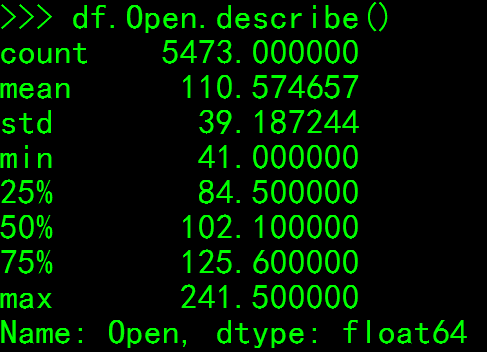 >>> df.Open.describe()
count    5473.000000
mean      110.574657
std        39.187244
min        41.000000
25%        84.500000
50%       102.100000
75%       125.600000
max       241.500000
Name: Open, dtype: float64